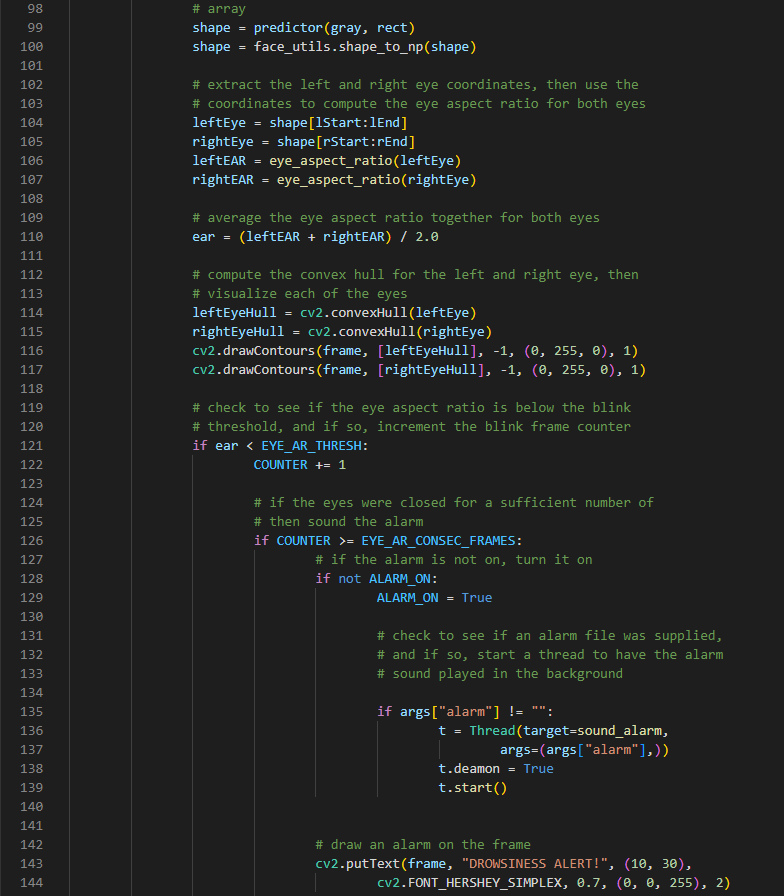 98 # array
99 shape = predictor(gray, rect)
100 shape = face_utils.shape_to_np(shape)
101
102 # extract the left and right eye coordinates, then use the
103 # coordinates to compute the eye aspect ratio for both eyes
104 leftEye = shape[lStart:lEnd]
105 rightEye = shape[rStart:rEnd]
106 leftEAR = eye_aspect_ratio(leftEye)
107 rightEAR = eye_aspect_ratio(rightEye)
108
109 # average the eye aspect ratio together for both eyes
110 ear = (leftEAR + rightEAR) / 2.0
111
112 # compute the convex hull for the left and right eye, then
113 # visualize each of the eyes
114 leftEyeHull = cv2.convexHull(leftEye)
115 rightEyeHull = cv2.convexHull(rightEye)
116 cv2.drawContours(frame, [leftEyeHull], -1, (0, 255, 0), 1)
117 cv2.drawContours(frame, [rightEyeHull], -1, (0, 255, 0), 1)
118
119 # check to see if the eye aspect ratio is below the blink
120 # threshold, and if so, increment the blink frame counter
121 if ear < EYE_AR_THRESH:
122 COUNTER += 1
123
124 # if the eyes were closed for a sufficient number of
125 # then sound the alarm
126 if COUNTER >= EYE_AR_CONSEC_FRAMES:
127 # if the alarm is not on, turn it on
128 if not ALARM_ON:
129 ALARM_ON = True
130
131 # check to see if an alarm file was supplied,
132 # and if so, start a thread to have the alarm
133 # sound played in the background
134
135 if args["alarm"] != "":
136 t = Thread(target=sound_alarm,
137 args=(args["alarm"],))
138 t.deamon = True
139 t.start()
140
141
142 # draw an alarm on the frame
143 cv2.putText(frame, "DROWSINESS ALERT!", (10, 30),
144 cv2.FONT_HERSHEY_SIMPLEX, 0.7, (0, 0, 255), 2)